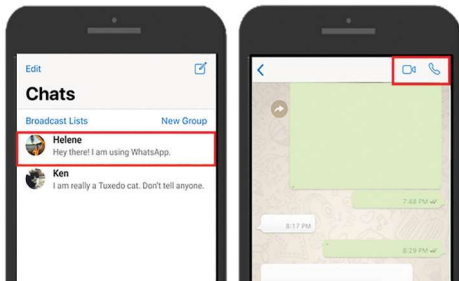 Edit
Chats
Broadcast Lists New Group
Helene
Hey there! I am using WhatsApp.
Ken
I am really a Tuxedo cat. Don't tell anyone.
7:48 PM
8:17 PM
8:29 PM